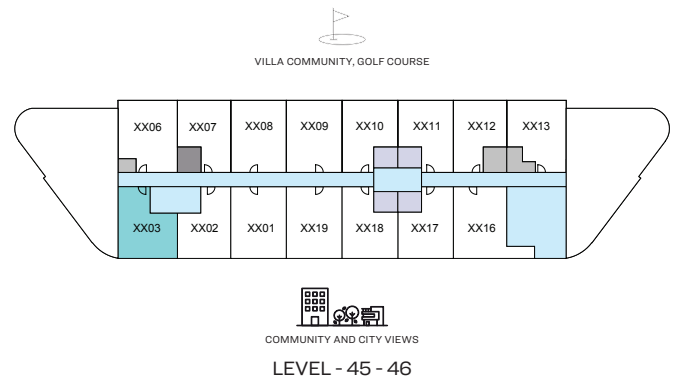 VILLA COMMUNITY, GOLF COURSE
XX06 XX07 XX08 XX09 XX10 XX11 XX12 XX13
XX03 XX02 XX01 XX19 XX18 XX17 XX16
COMMUNITY AND CITY VIEWS
LEVEL - 45 - 46